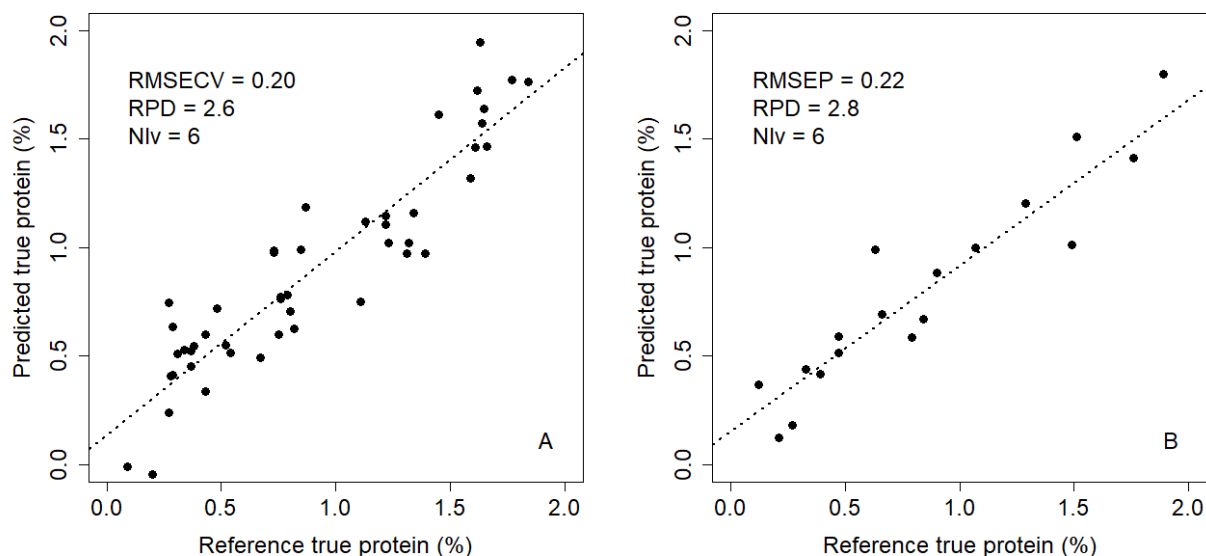 RMSECV = 0.20
RPD = 2.6
Nlv = 6
A
Predicted true protein (%)
0.0
0.5
1.0
1.5
2.0
0.0 0.5 1.0 1.5 2.0
Reference true protein (%)
RMSEP = 0.22
RPD = 2.8
Nlv = 6
B
Predicted true protein (%)
0.0
0.5
1.0
1.5
2.0
0.0 0.5 1.0 1.5 2.0
Reference true protein (%)